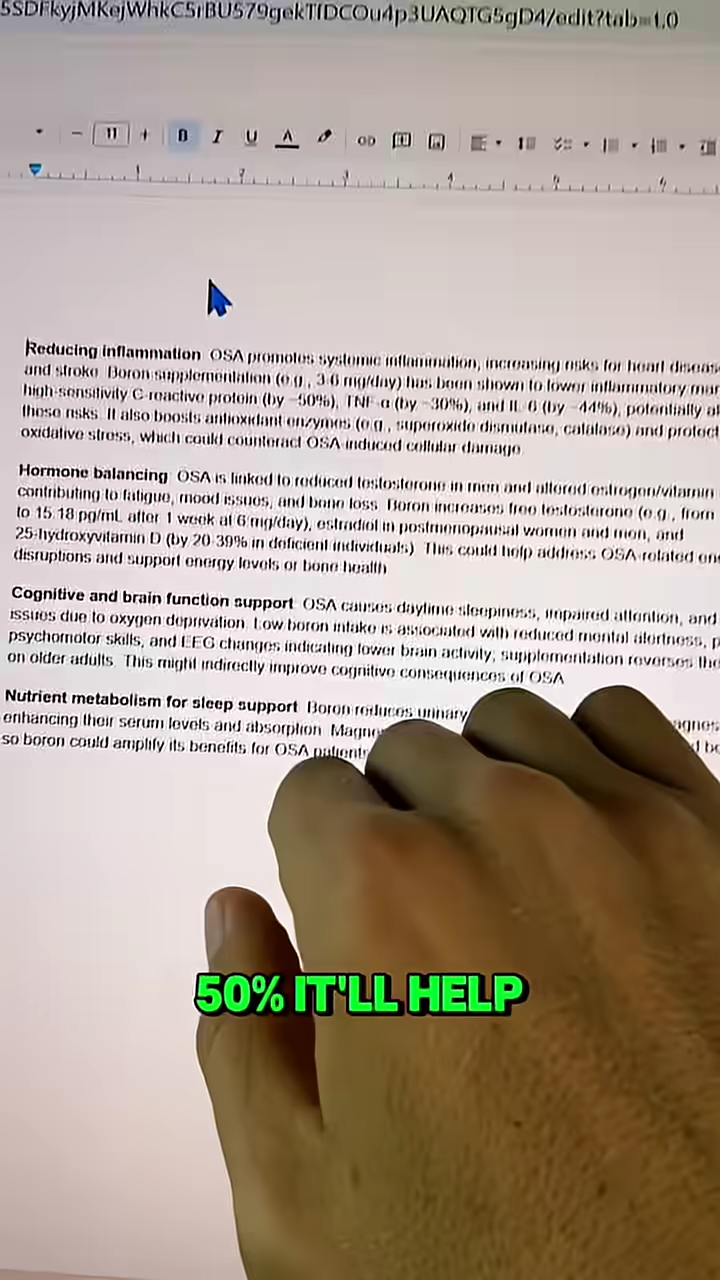 /edit?tab=t.0
11
B I U A
1 2 3 4 5 6
Reducing inflammation OSA promotes systemic inflammation, increasing risks for heart
and stroke Boron supplementation (e.g., 3-6 mg/day) has been shown to lower inflammatory
high-sensitivity C-reactive protein (by ~50%), TNF-α (by ~30%), and IL-6 (by ~44%), potentially
these risks. It also boosts antioxidant enzymes (e.g., superoxide dismutase, catalase) and
oxidative stress, which could counteract OSA-induced cellular damage
Hormone balancing OSA is linked to reduced testosterone in men and altered estrogen/vitamin
contributing to fatigue, mood issues, and bone loss Boron increases free testosterone (e.g., from
to 15.18 pg/mL after 1 week at 6 mg/day), estradiol in postmenopausal women and men, and
25-hydroxyvitamin D (by 20-39% in deficient individuals) This could help address OSA-related
disruptions and support energy levels or bone health
Cognitive and brain function support OSA causes daytime sleepiness, impaired attention, and
issues due to oxygen deprivation. Low boron intake is associated with reduced mental alertness,
psychomotor skills, and EEG changes indicating lower brain activity; supplementation reverses
on older adults. This might indirectly improve cognitive consequences of OSA
Nutrient metabolism for sleep support Boron reduces urinary
enhancing their serum levels and absorption
so boron could amplify its benefits for OSA patients
50% IT'LL HELP